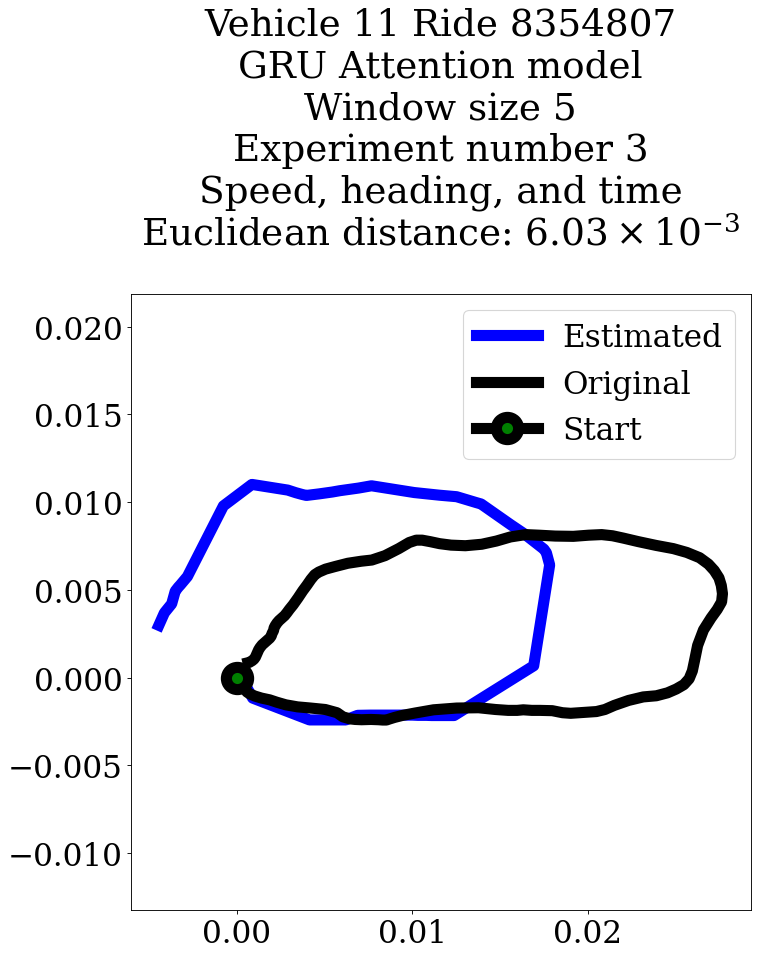 Vehicle 11 Ride 8354807
GRU Attention model
Window size 5
Experiment number 3
Speed, heading, and time
Euclidean distance: 6.03 × 10⁻³
Estimated
Original
Start
0.020
0.015
0.010
0.005
0.000
−0.005
−0.010
0.00 0.01 0.02